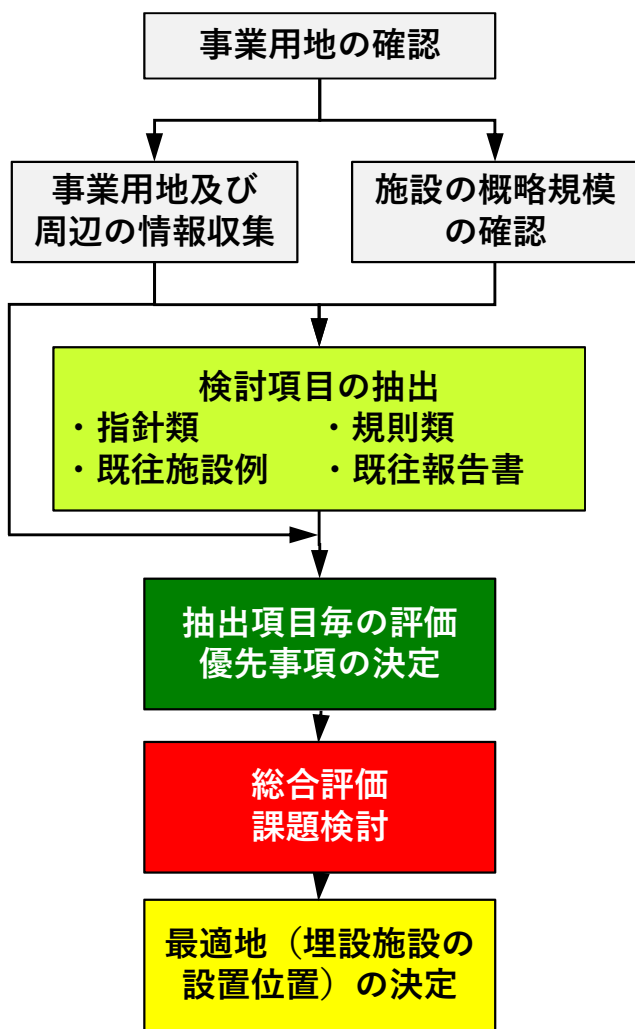 事業用地の確認
事業用地及び
周辺の情報収集
施設の概略規模
の確認
検討項目の抽出
・指針類 ・規則類
・既往施設例 ・既往報告書
抽出項目毎の評価
優先事項の決定
総合評価
課題検討
最適地（埋設施設の
設置位置）の決定